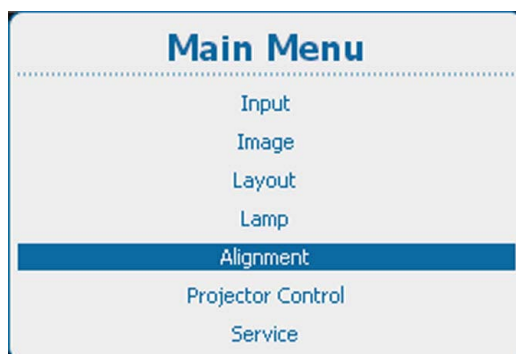 Main Menu
Input
Image
Layout
Lamp
Alignment
Projector Control
Service